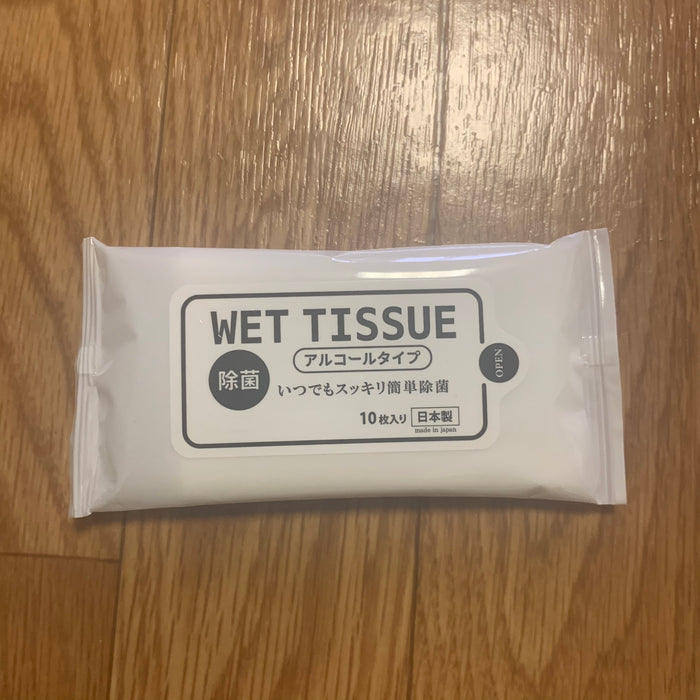 WET TISSUE
アルコールタイプ
除菌
いつでもスッキリ簡単除菌
10枚入り 日本製
made in japan
OPEN